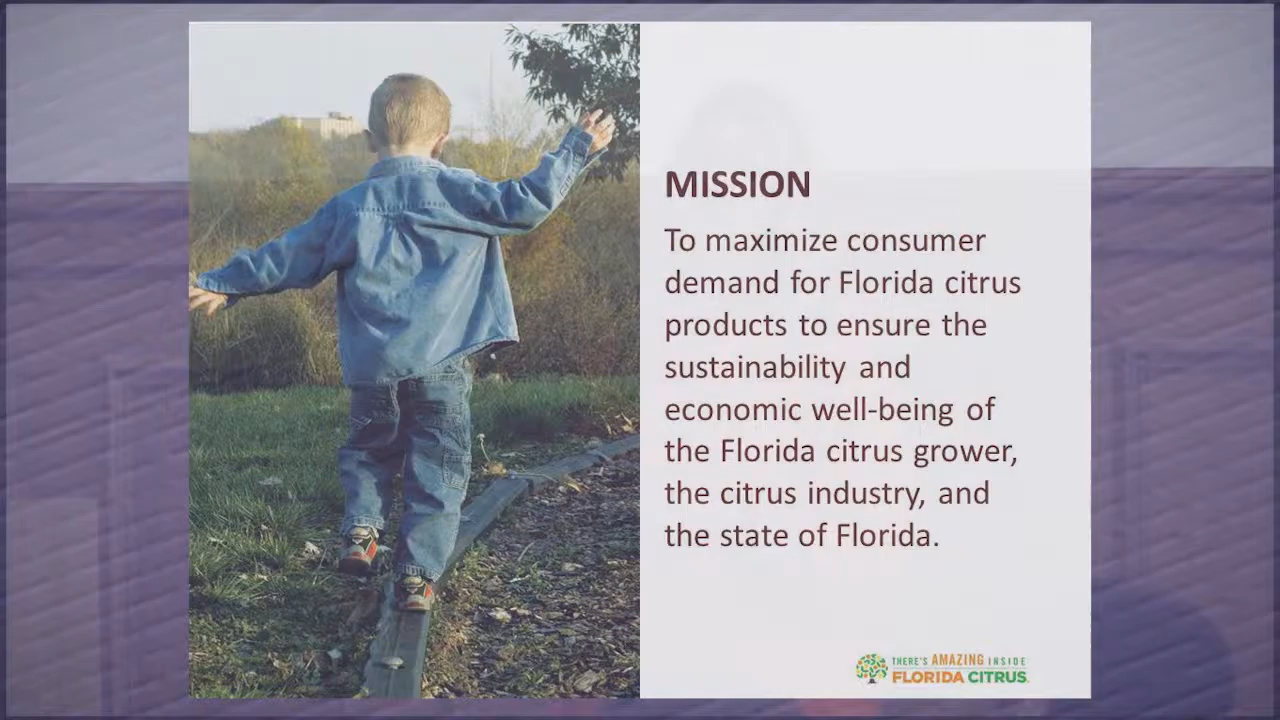 MISSION
To maximize consumer
demand for Florida citrus
products to ensure the
sustainability and
economic well-being of
the Florida citrus grower,
the citrus industry, and
the state of Florida.
THERE'S AMAZING INSIDE
FLORIDA CITRUS.